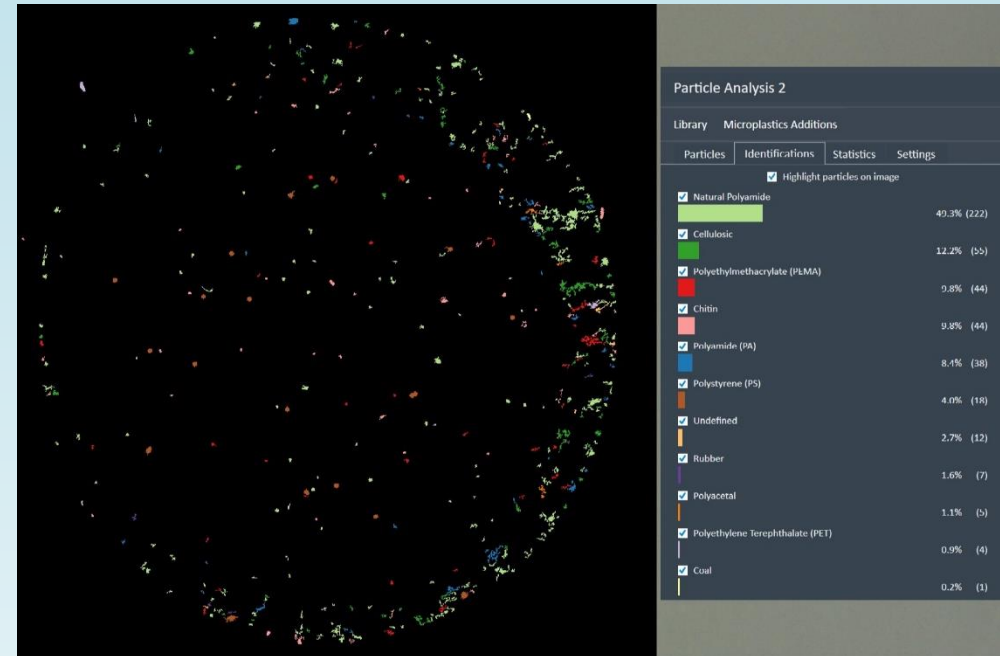 Particle Analysis 2
Library Microplastics Additions
Particles Identifications Statistics Settings
Highlight particles on image
Natural Polyamide
49.3% (222)
Cellulosic
12.2% (55)
Polyethylmethacrylate (PEMA)
9.8% (44)
Chitin
9.8% (44)
Polyamide (PA)
8.4% (38)
Polystyrene (PS)
4.0% (18)
Undefined
2.7% (12)
Rubber
1.6% (7)
Polyacetal
1.1% (5)
Polyethylene Terephthalate (PET)
0.9% (4)
Coal
0.2% (1)